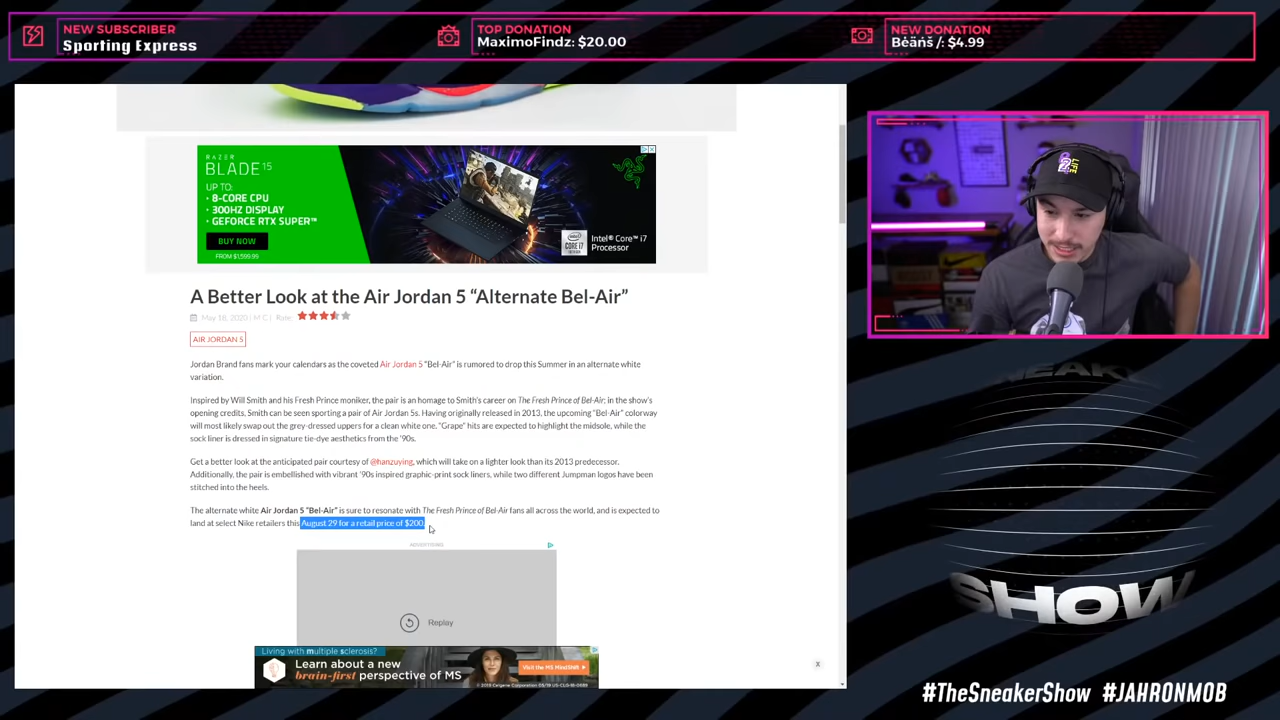 NEW SUBSCRIBER
Sporting Express
TOP DONATION
MaximoFindz: $20.00
NEW DONATION
Bėäńš /: $4.99
RAZER
BLADE 15
UP TO:
• 8-CORE CPU
• 300HZ DISPLAY
• GEFORCE RTX SUPER™
BUY NOW
FROM $1,599.99
Intel® Core™ i7
Processor
A Better Look at the Air Jordan 5 “Alternate Bel-Air”
May 18, 2020 | M C | Rate:
AIR JORDAN 5
Jordan Brand fans mark your calendars as the coveted Air Jordan 5 “Bel-Air” is rumored to drop this Summer in an alternate white
variation.
Inspired by Will Smith and his Fresh Prince moniker, the pair is an homage to Smith’s career on The Fresh Prince of Bel-Air; in the show’s
opening credits, Smith can be seen sporting a pair of Air Jordan 5s. Having originally released in 2013, the upcoming “Bel-Air” colorway
will most likely swap out the grey-dressed uppers for a clean white one. “Grape” hits are expected to highlight the midsole, while the
sock liner is dressed in signature tie-dye aesthetics from the ‘90s.
Get a better look at the anticipated pair courtesy of @hanzuying, which will take on a lighter look than its 2013 predecessor.
Additionally, the pair is embellished with vibrant ‘90s inspired graphic-print sock liners, while two different Jumpman logos have been
stitched into the heels.
The alternate white Air Jordan 5 “Bel-Air” is sure to resonate with The Fresh Prince of Bel-Air fans all across the world, and is expected to
land at select Nike retailers this August 29 for a retail price of $200.
ADVERTISING
Replay
Living with multiple sclerosis?
Learn about a new
brain-first perspective of MS
Visit the MS MindShift
x
LIFE
SHOW
#TheSneakerShow #JAHRONMOB